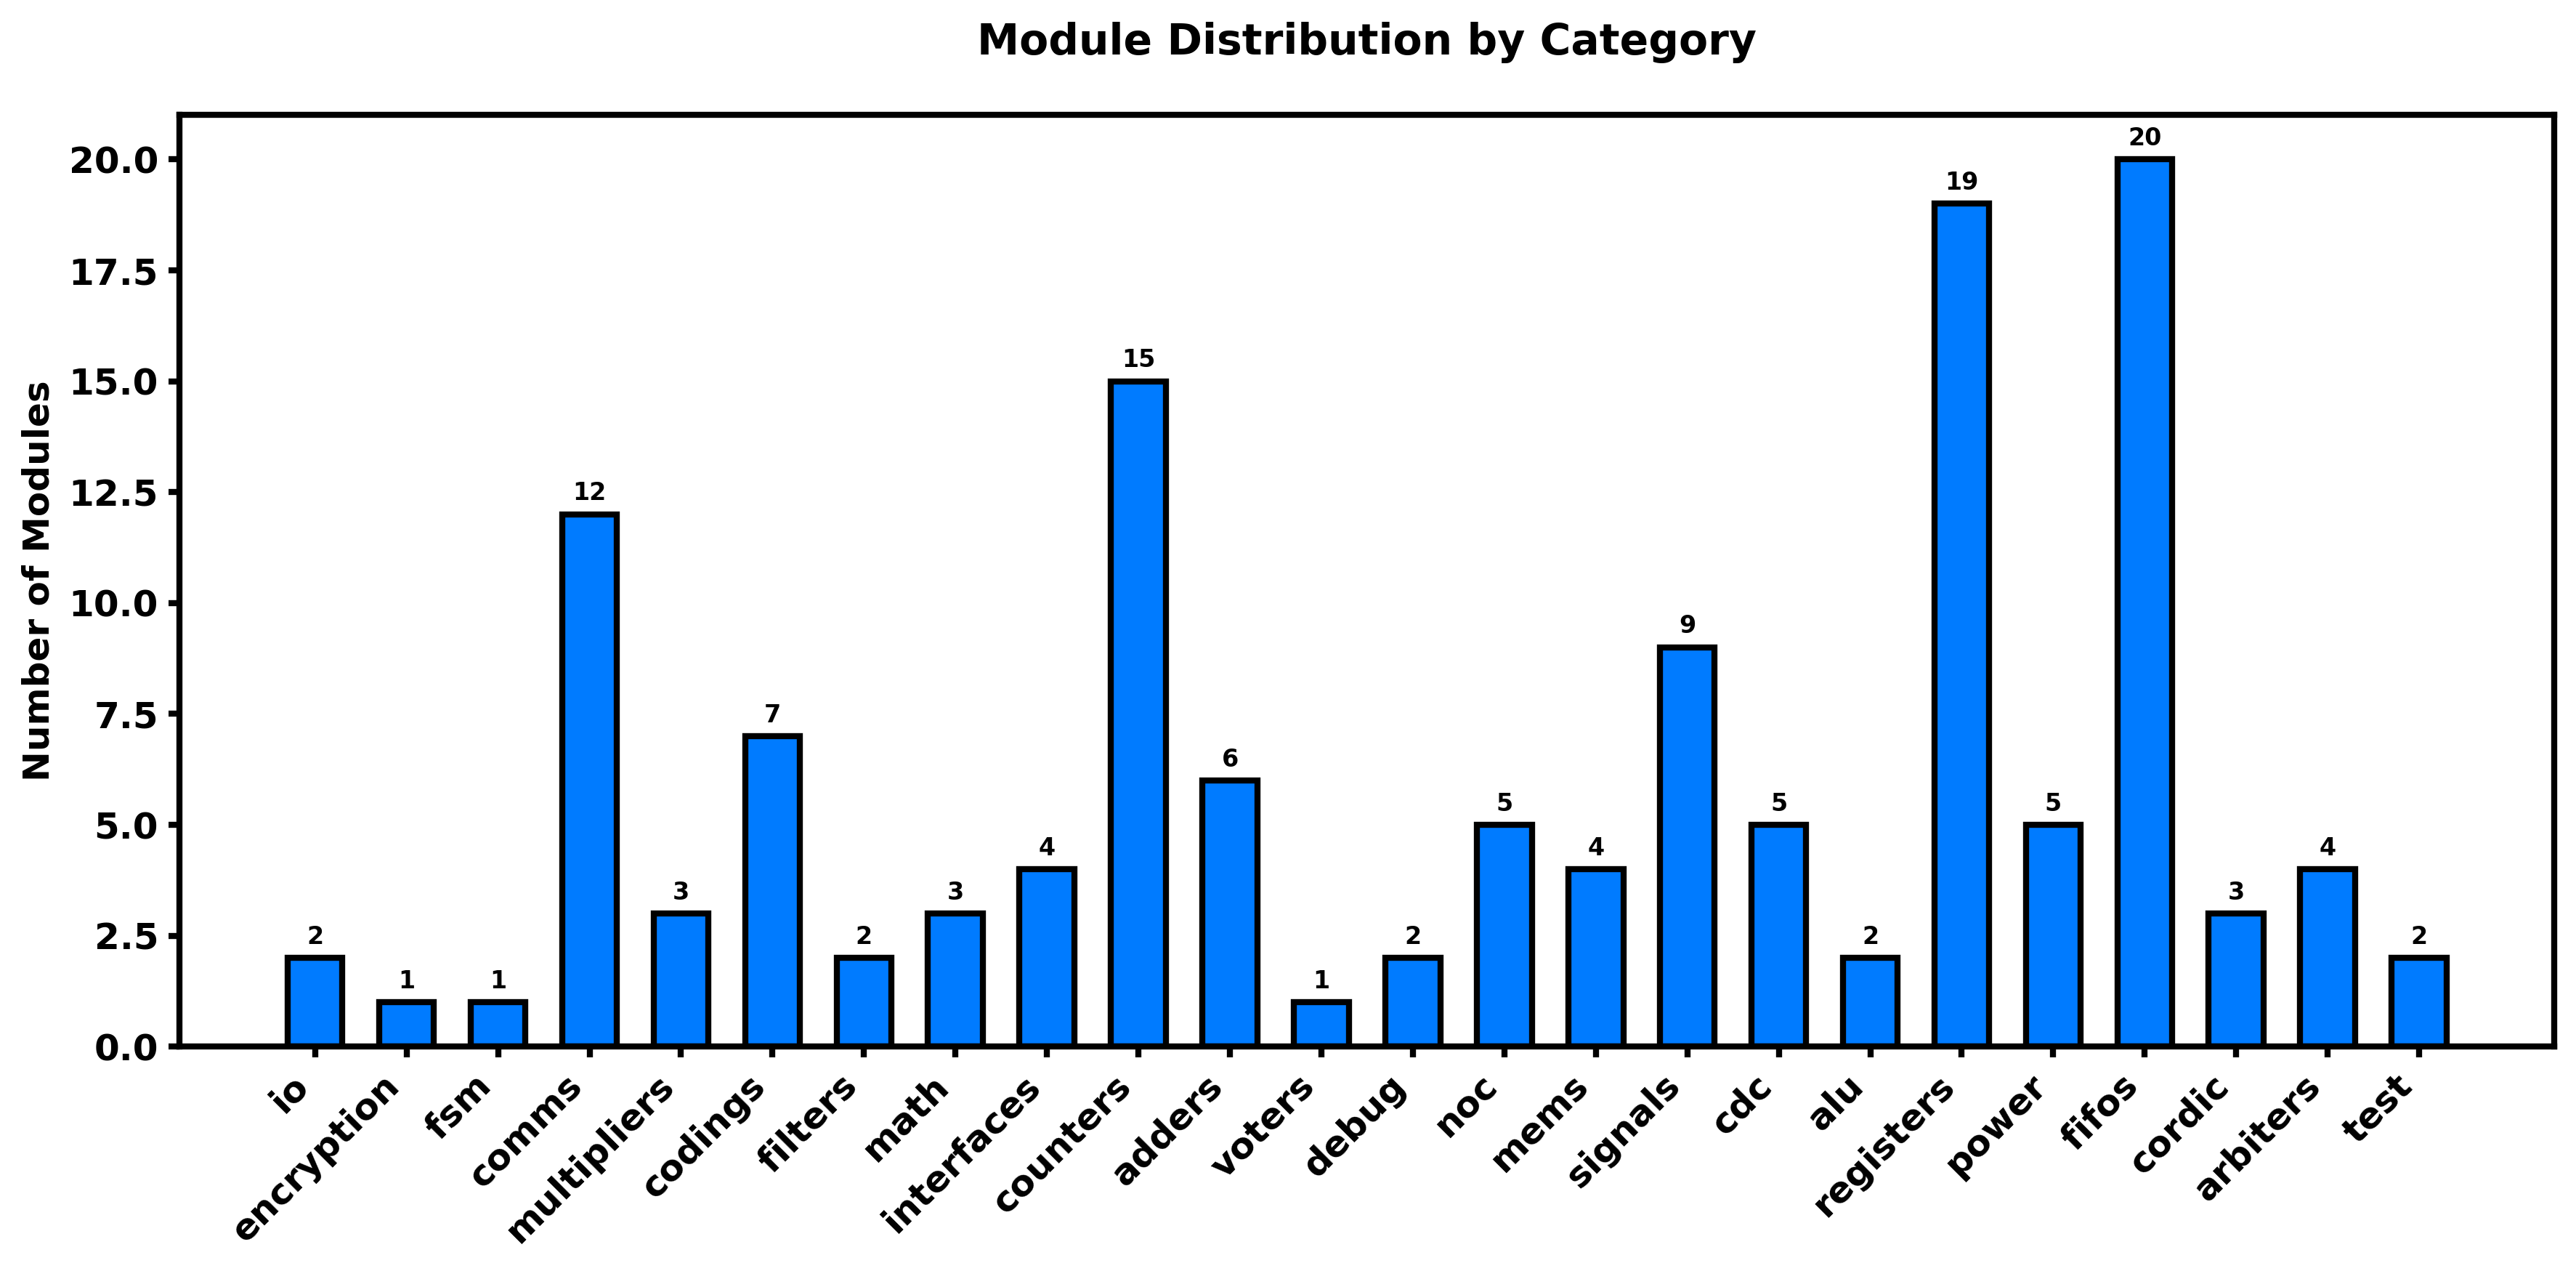 Module Distribution by Category
Number of Modules
20.0
17.5
15.0
12.5
10.0
7.5
5.0
2.5
0.0
2
1
1
12
3
7
2
3
4
15
6
1
2
5
4
9
5
2
19
5
20
3
4
2
io
encryption
fsm
comms
multipliers
codings
filters
math
interfaces
counters
adders
voters
debug
noc
mems
signals
cdc
alu
registers
power
fifos
cordic
arbiters
test